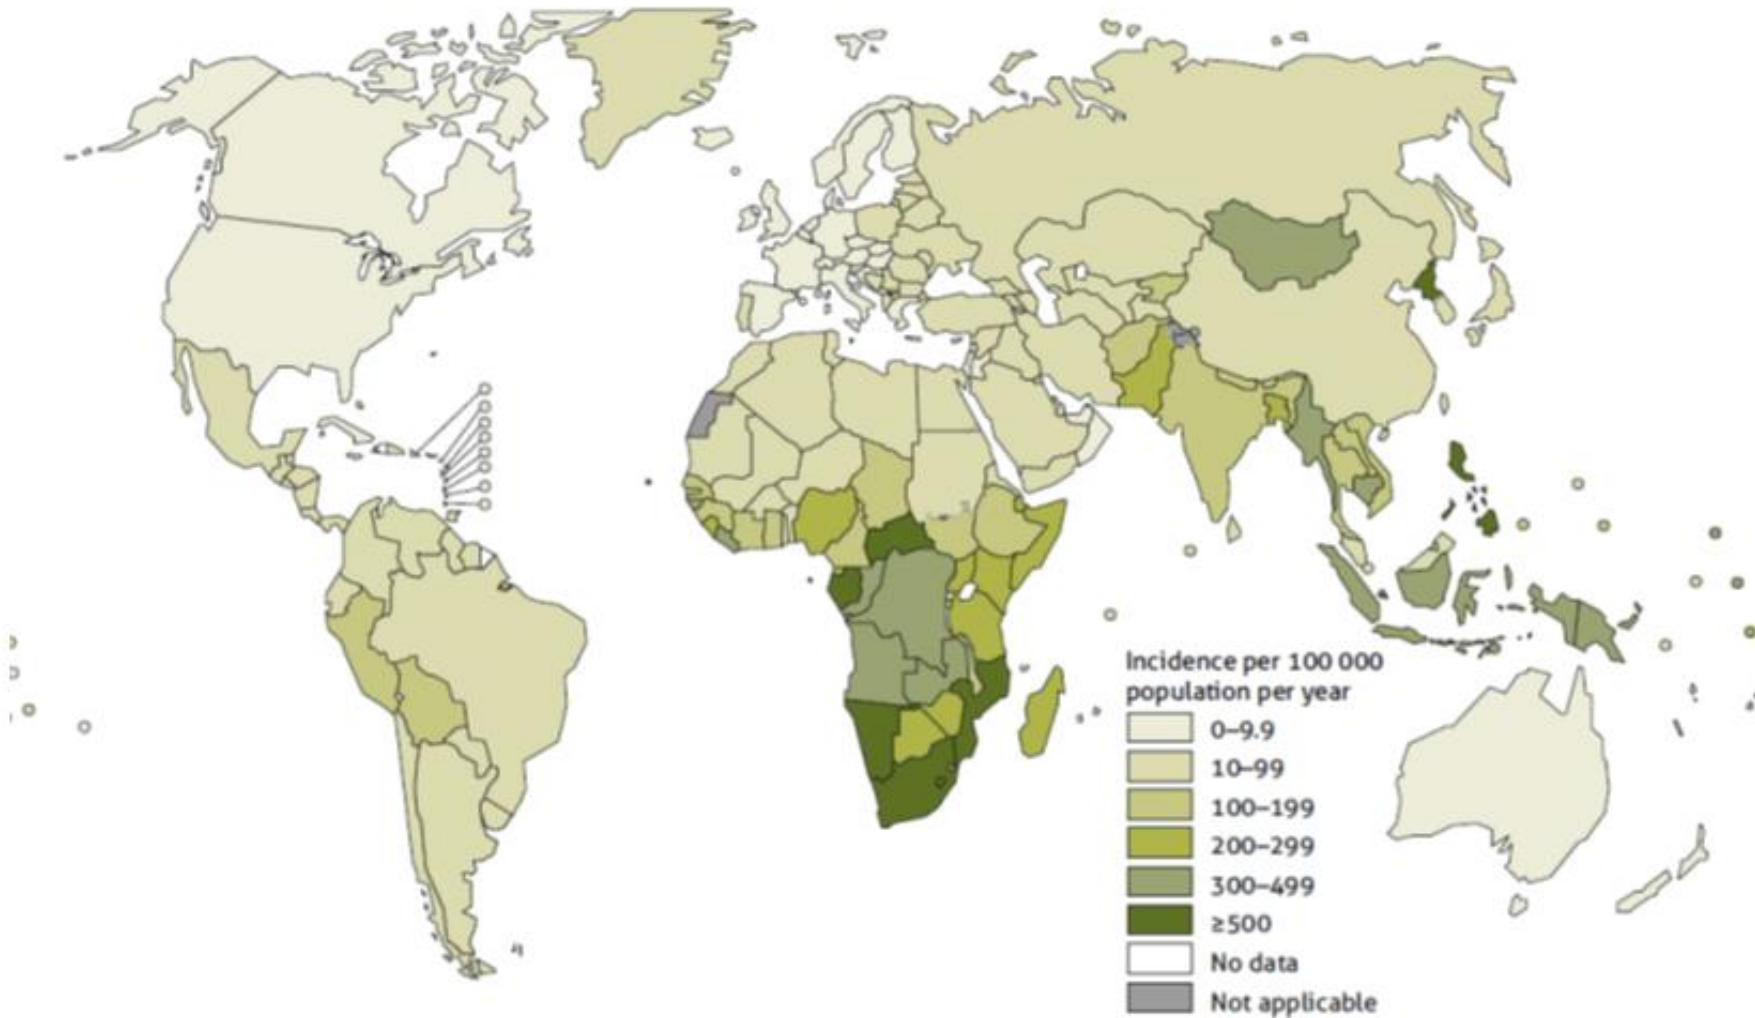 Incidence per 100 000
population per year
0–9.9
10–99
100–199
200–299
300–499
≥500
No data
Not applicable